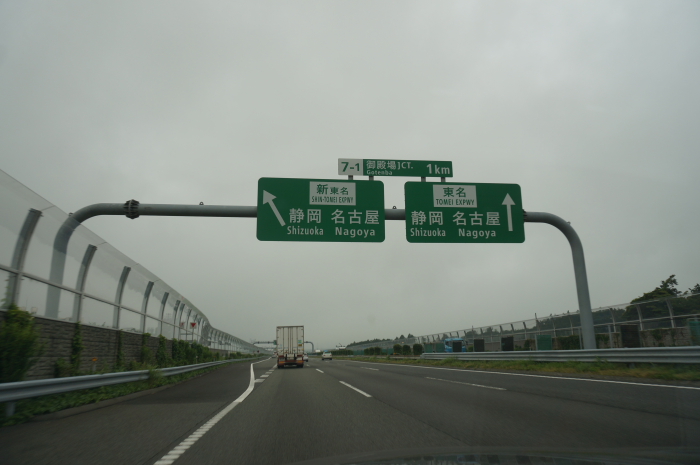 7-1 御殿場JCT. 1km
Gotenba
新東名
SHIN-TOMEI EXPWY
静岡 名古屋
Shizuoka Nagoya
東名
TOMEI EXPWY
静岡 名古屋
Shizuoka Nagoya